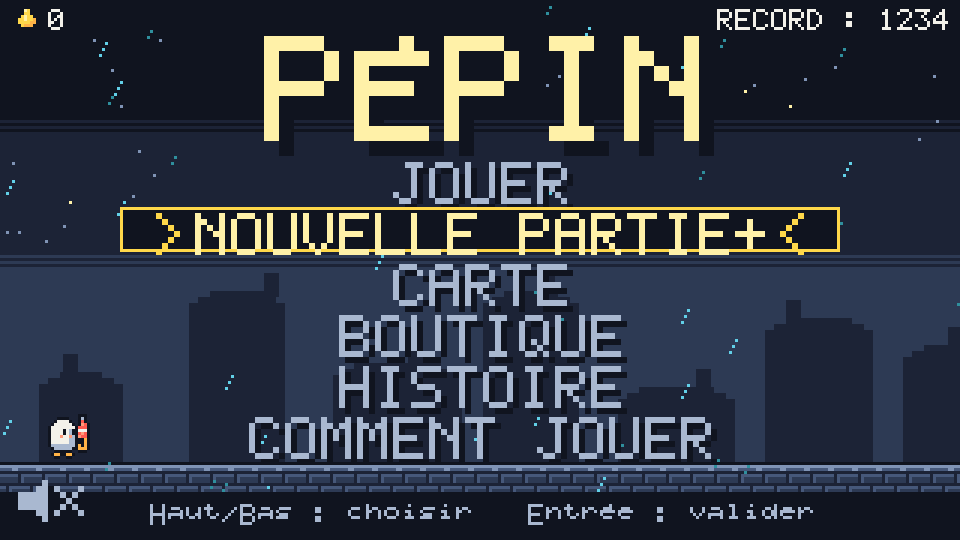 0
RECORD : 1234
PÉPIN
JOUER
>NOUVELLE PARTIE+<
CARTE
BOUTIQUE
HISTOIRE
COMMENT JOUER
Haut/Bas : choisir    Entrée : valider